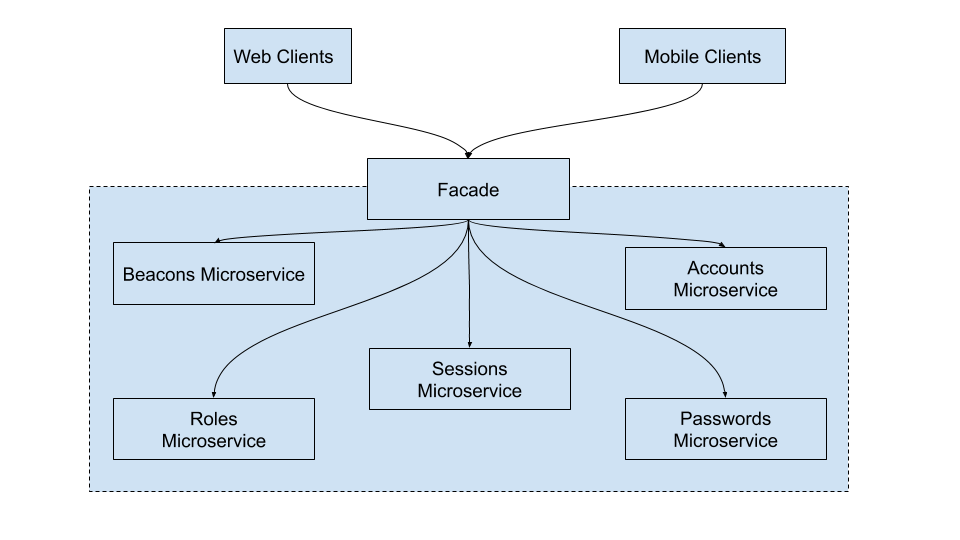 Web Clients
Mobile Clients
Facade
Beacons Microservice
Accounts
Microservice
Sessions
Microservice
Roles
Microservice
Passwords
Microservice